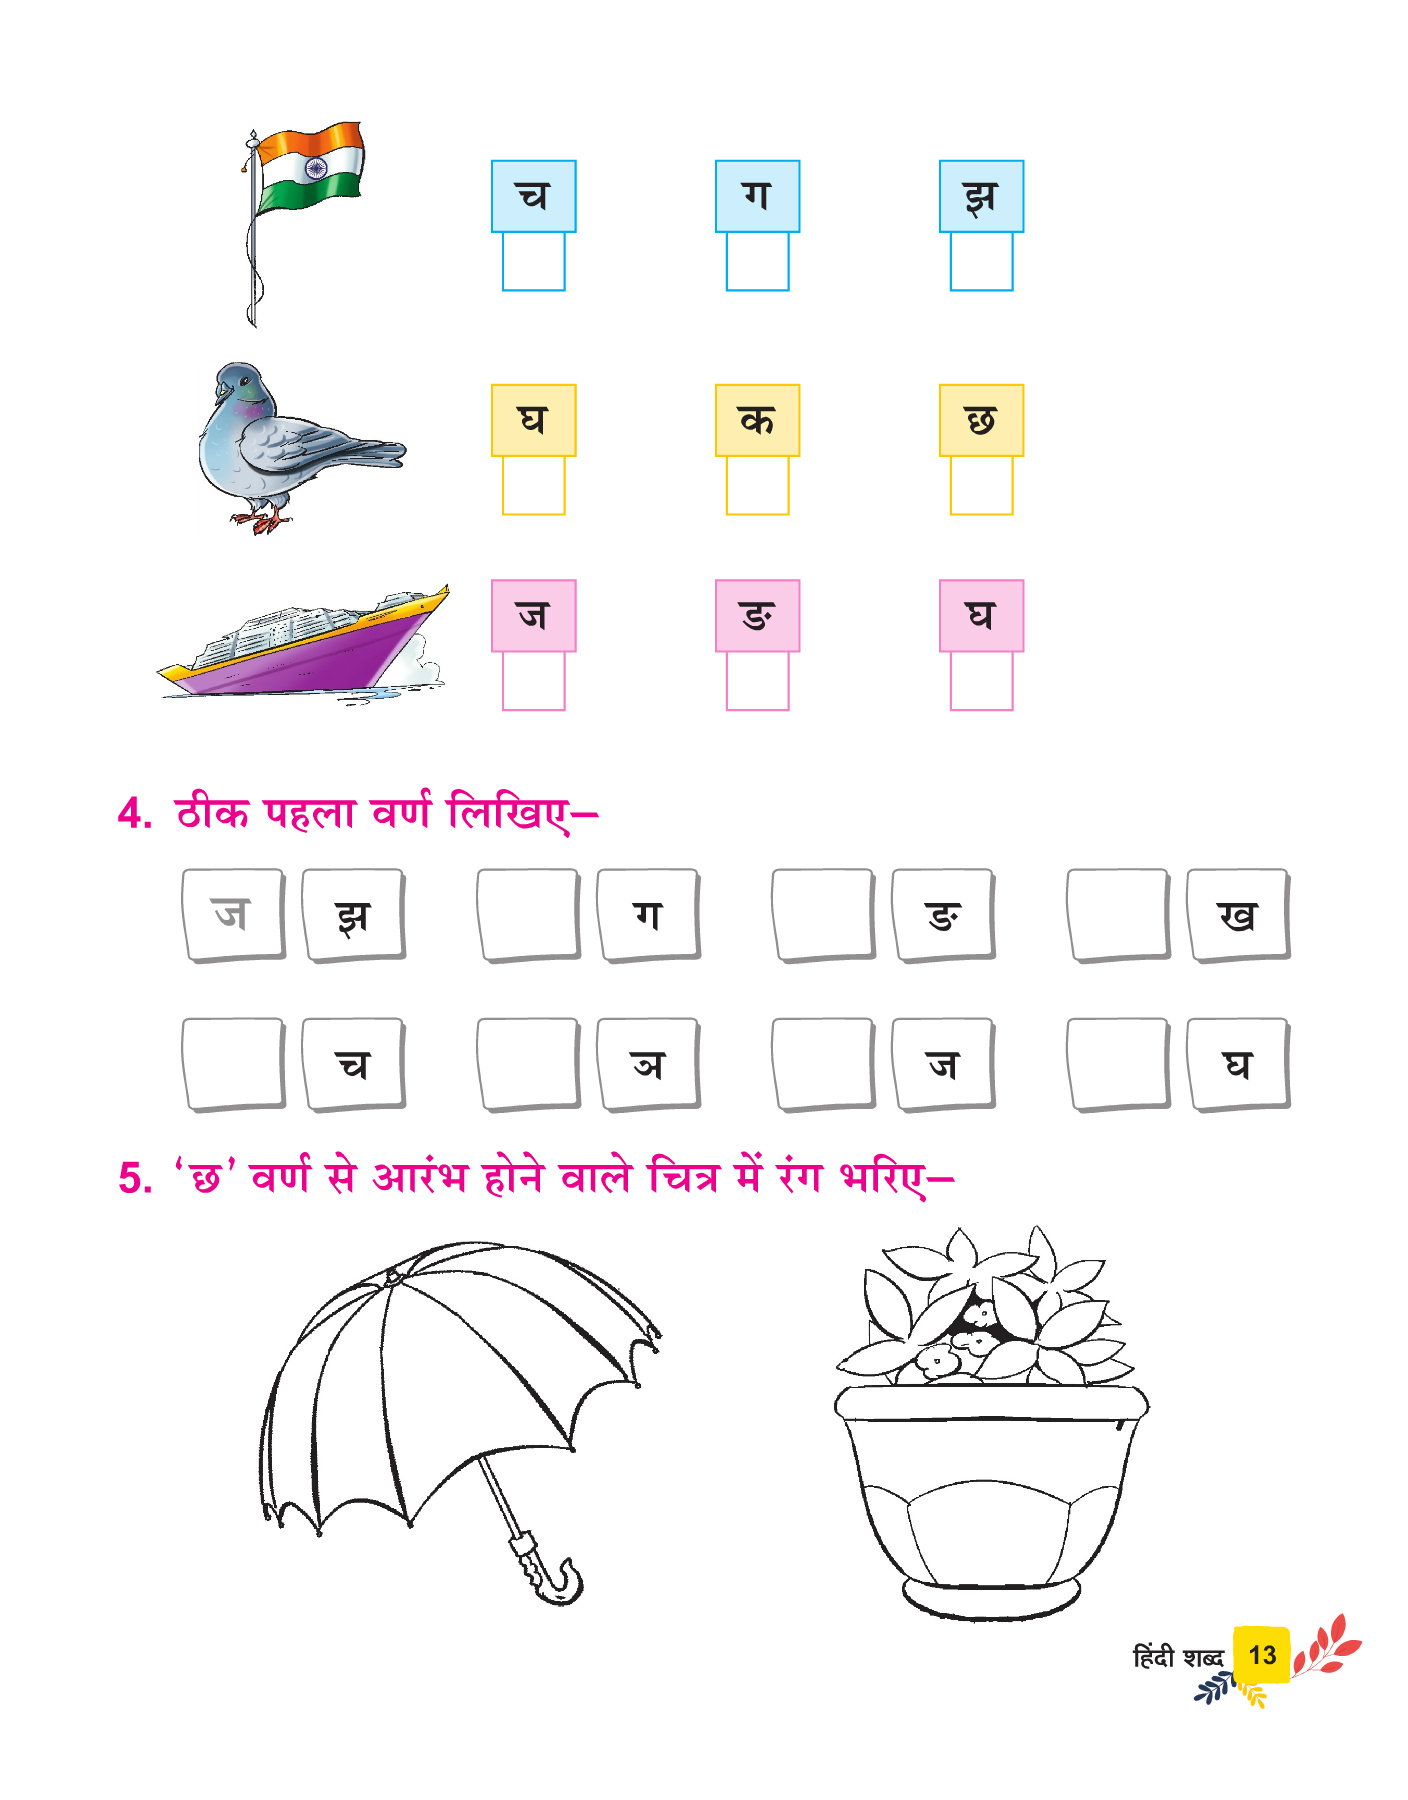 च ग झ
घ क छ
ज ङ घ
4. ठीक पहला वर्ण लिखिए–
ज झ ग ङ ख
च ञ ज घ
5. ‘छ’ वर्ण से आरंभ होने वाले चित्र में रंग भरिए–
हिंदी शब्द 13